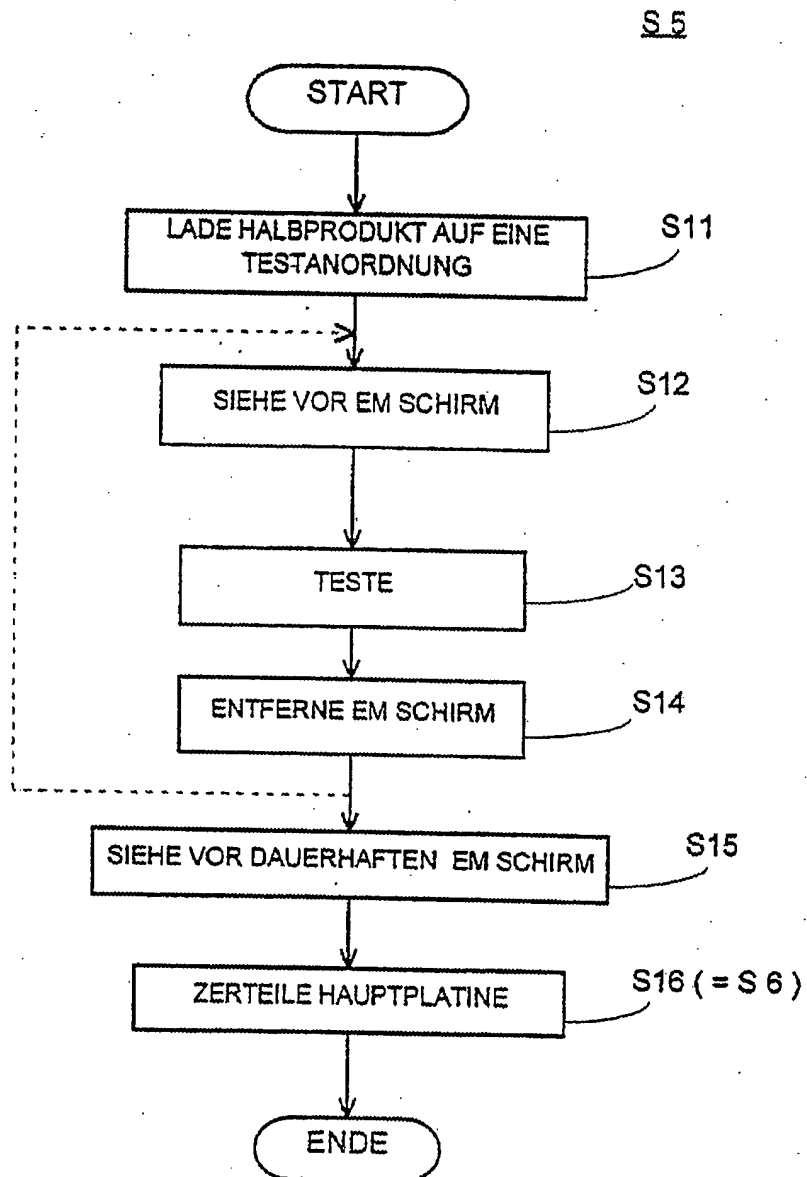 S 5
START
LADE HALBPRODUKT AUF EINE
TESTANORDNUNG
S11
SIEHE VOR EM SCHIRM
S12
TESTE
S13
ENTFERNE EM SCHIRM
S14
SIEHE VOR DAUERHAFTEN EM SCHIRM
S15
ZERTEILE HAUPTPLATINE
S16 ( = S 6 )
ENDE